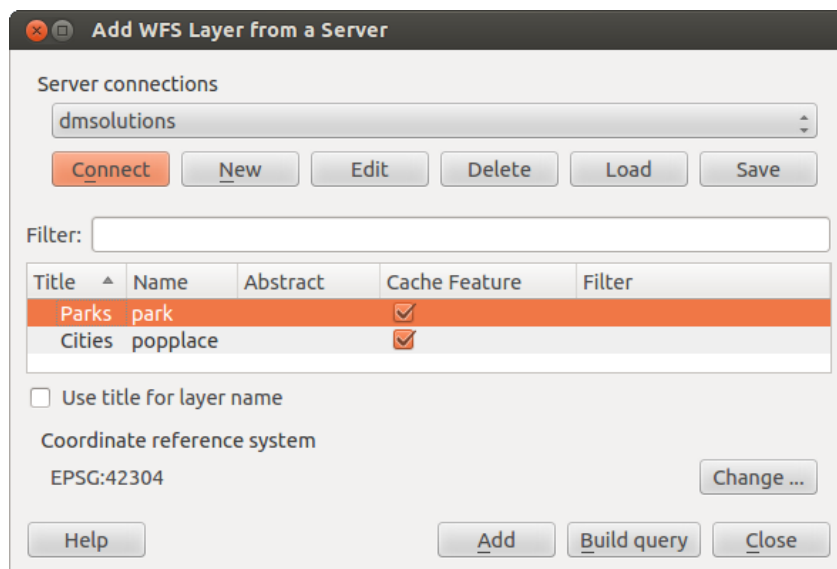 Add WFS Layer from a Server
Server connections
dmsolutions
Connect New Edit Delete Load Save
Filter:
Title Name Abstract Cache Feature Filter
Parks park
Cities popplace
Use title for layer name
Coordinate reference system
EPSG:42304
Change ...
Help Add Build query Close